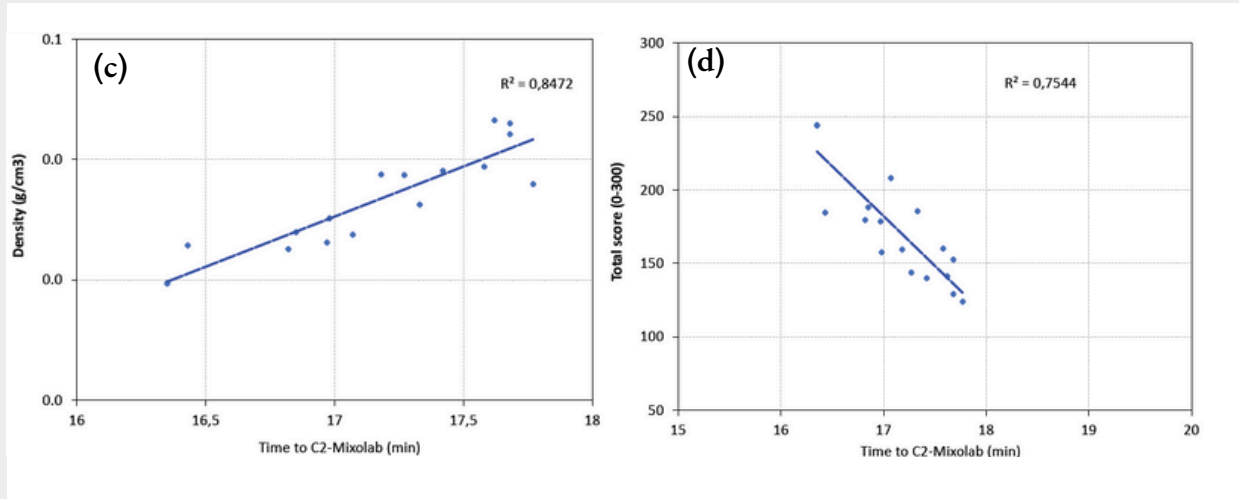 (c)
R² = 0,8472
0.1
0.0
0.0
0.0
Density (g/cm3)
16
16,5
17
17,5
18
Time to C2-Mixolab (min)
(d)
R² = 0,7544
300
250
200
150
100
50
Total score (0-300)
15
16
17
18
19
20
Time to C2-Mixolab (min)